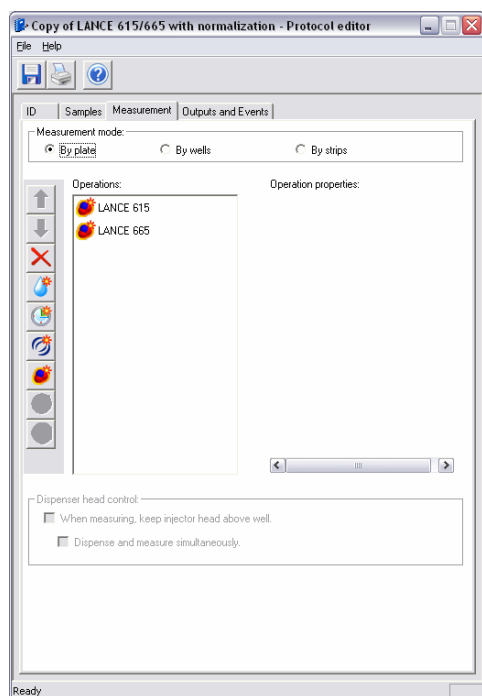 Copy of LANCE 615/665 with normalization - Protocol editor
File Help
ID Samples Measurement Outputs and Events
Measurement mode:
By plate By wells By strips
Operations: Operation properties:
LANCE 615
LANCE 665
Dispenser head control:
When measuring, keep injector head above well.
Dispense and measure simultaneously.
Ready